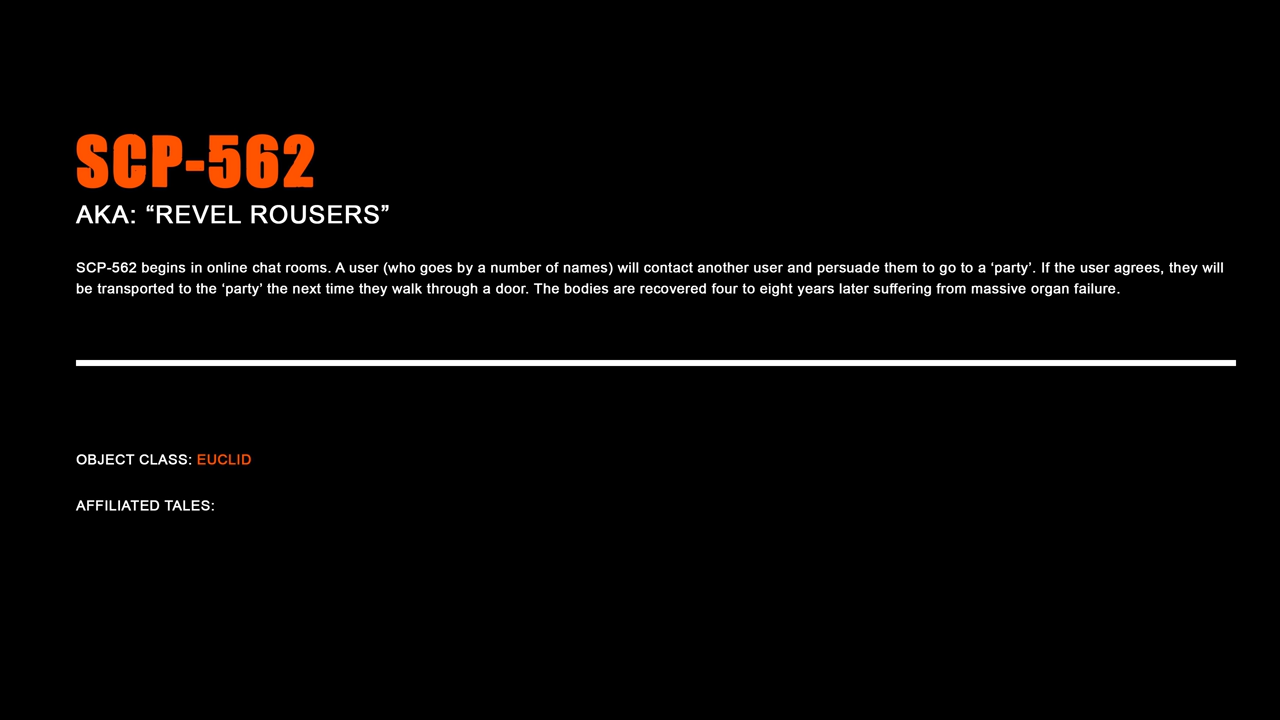 SCP-562
AKA: “REVEL ROUSERS”
SCP-562 begins in online chat rooms. A user (who goes by a number of names) will contact another user and persuade them to go to a ‘party’. If the user agrees, they will
be transported to the ‘party’ the next time they walk through a door. The bodies are recovered four to eight years later suffering from massive organ failure.
OBJECT CLASS: EUCLID
AFFILIATED TALES: